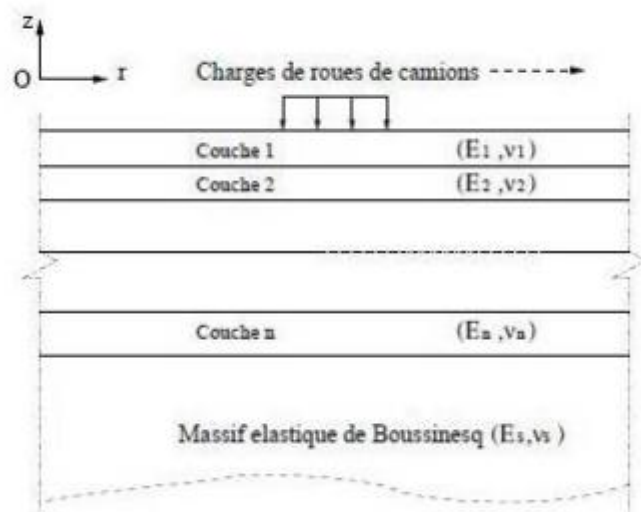 z
O
r
Charges de roues de camions
Couche 1 (E1 ,ν1)
Couche 2 (E2 ,ν2)
Couche n (En ,νn)
Massif elastique de Boussinesq (Es,νs )